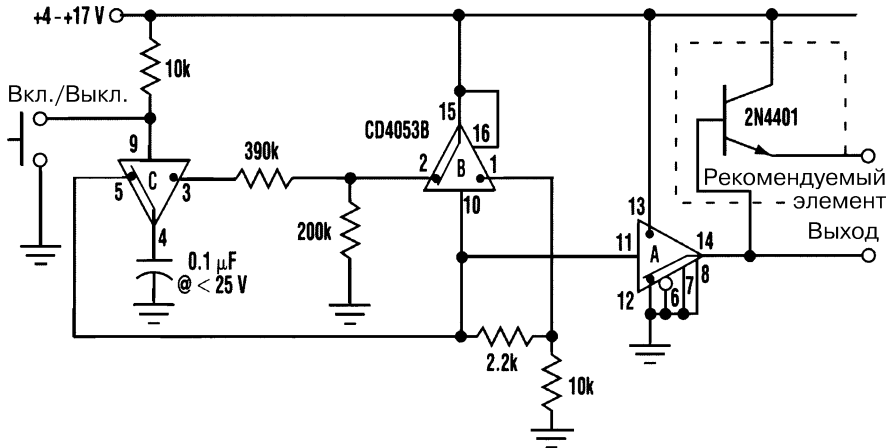 +4-+17 V
10k
Вкл./Выкл.
9
5
C
3
4
0.1 µF
@ < 25 V
390k
200k
CD4053B
15
16
2
B
1
10
2.2k
10k
13
11
A
14
12
6
7
8
2N4401
Рекомендуемый
элемент
Выход